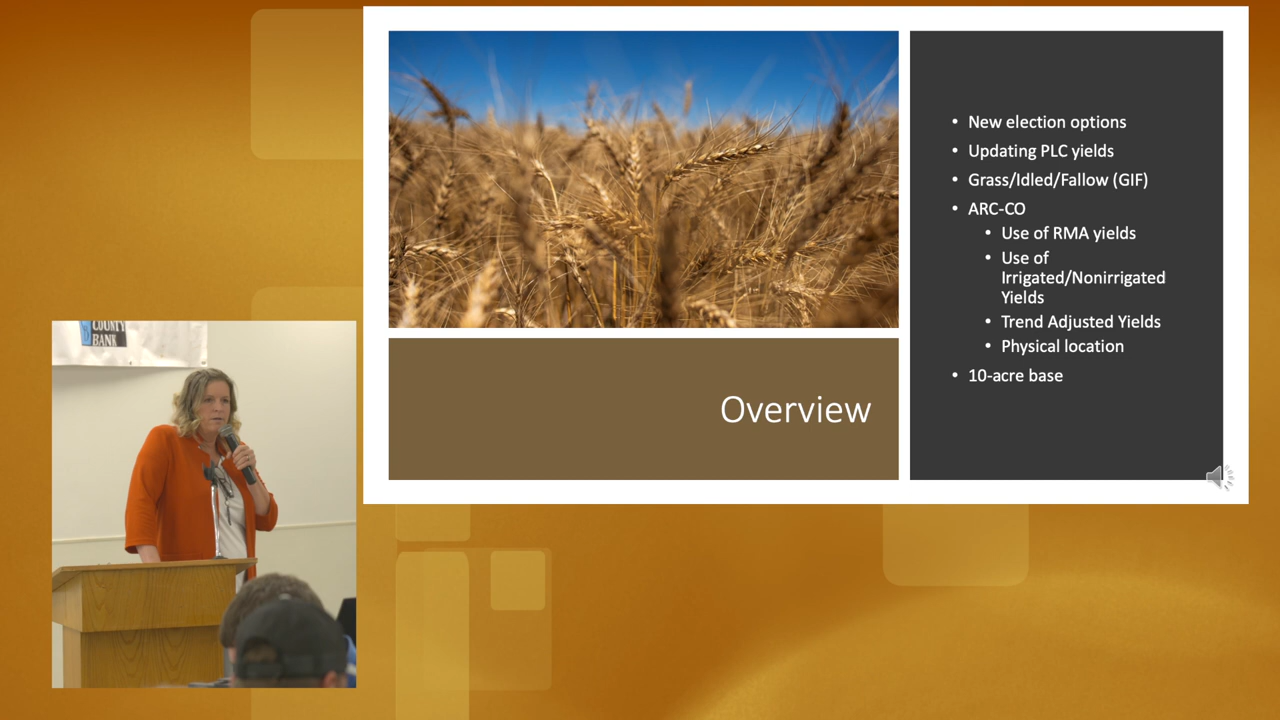 COUNTY
BANK
Overview
• New election options
• Updating PLC yields
• Grass/Idled/Fallow (GIF)
• ARC-CO
• Use of RMA yields
• Use of
Irrigated/Nonirrigated
Yields
• Trend Adjusted Yields
• Physical location
• 10-acre base